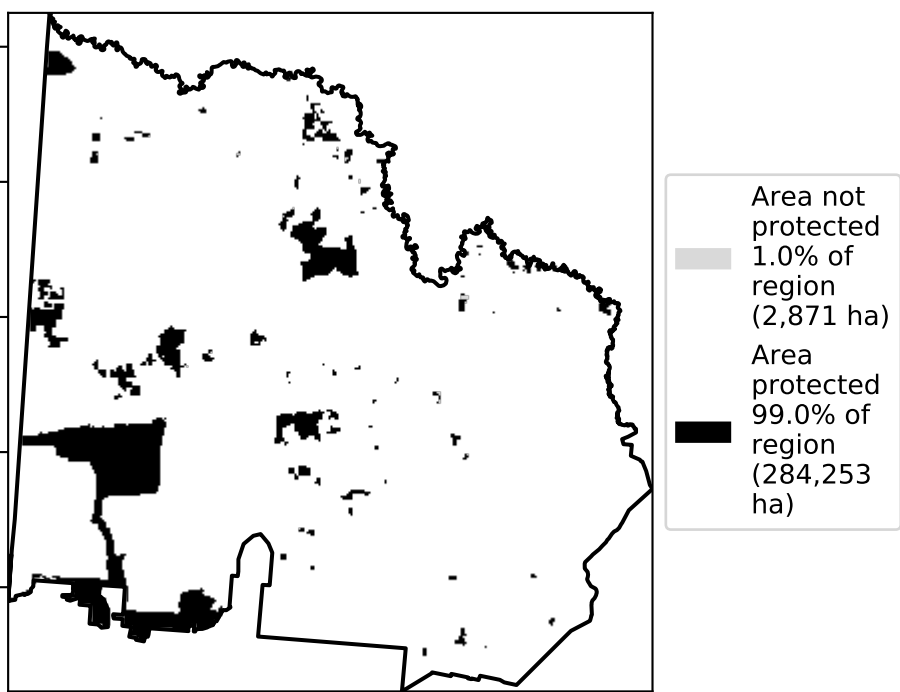 Area not
protected
1.0% of
region
(2,871 ha)
Area
protected
99.0% of
region
(284,253
ha)